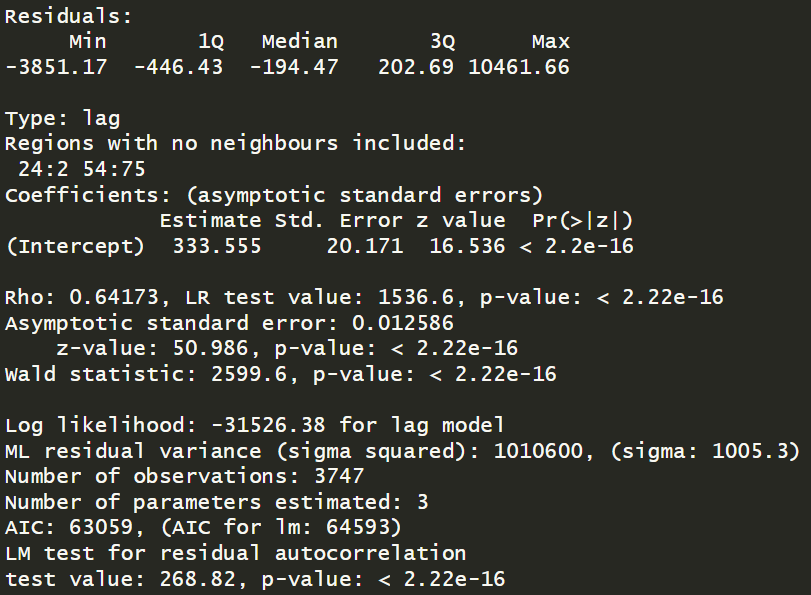 Residuals:
     Min       1Q   Median       3Q      Max
-3851.17  -446.43  -194.47   202.69 10461.66

Type: lag
Regions with no neighbours included:
 24:2 54:75
Coefficients: (asymptotic standard errors)
            Estimate Std. Error z value  Pr(>|z|)
(Intercept)  333.555     20.171  16.536 < 2.2e-16

Rho: 0.64173, LR test value: 1536.6, p-value: < 2.22e-16
Asymptotic standard error: 0.012586
    z-value: 50.986, p-value: < 2.22e-16
Wald statistic: 2599.6, p-value: < 2.22e-16

Log likelihood: -31526.38 for lag model
ML residual variance (sigma squared): 1010600, (sigma: 1005.3)
Number of observations: 3747
Number of parameters estimated: 3
AIC: 63059, (AIC for lm: 64593)
LM test for residual autocorrelation
test value: 268.82, p-value: < 2.22e-16